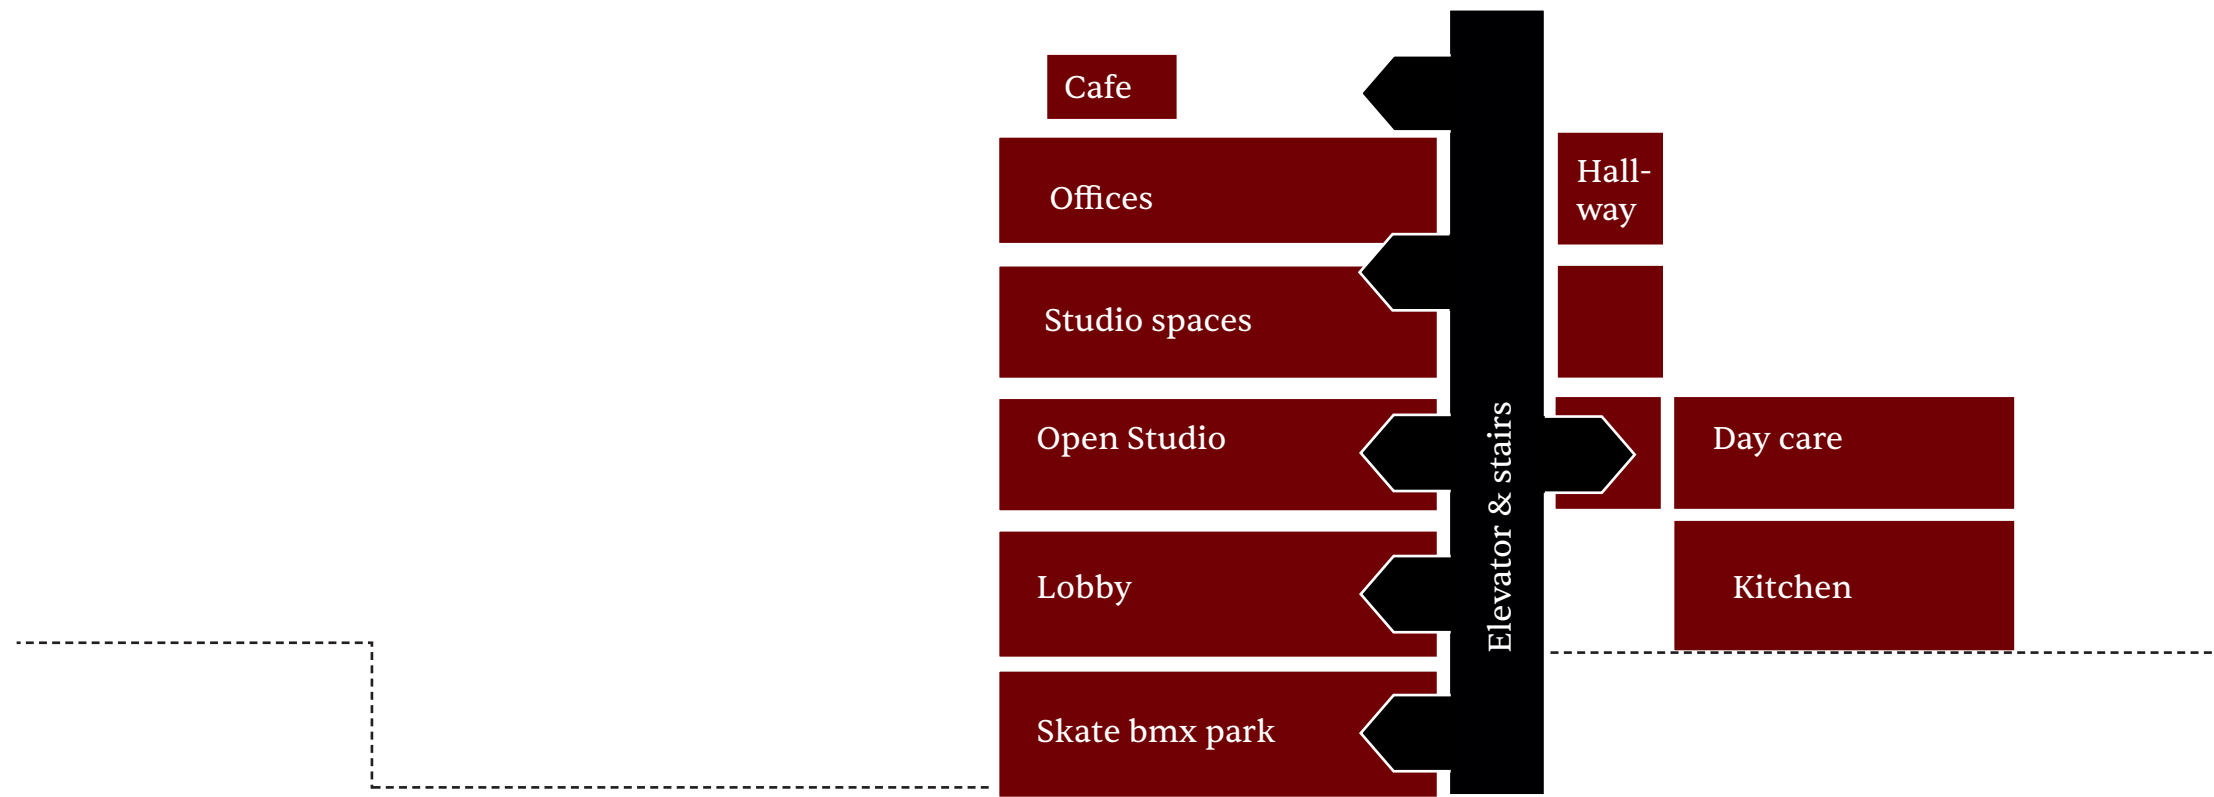 Cafe
Offices
Hall-
way
Studio spaces
Open Studio
Day care
Elevator & stairs
Lobby
Kitchen
Skate bmx park